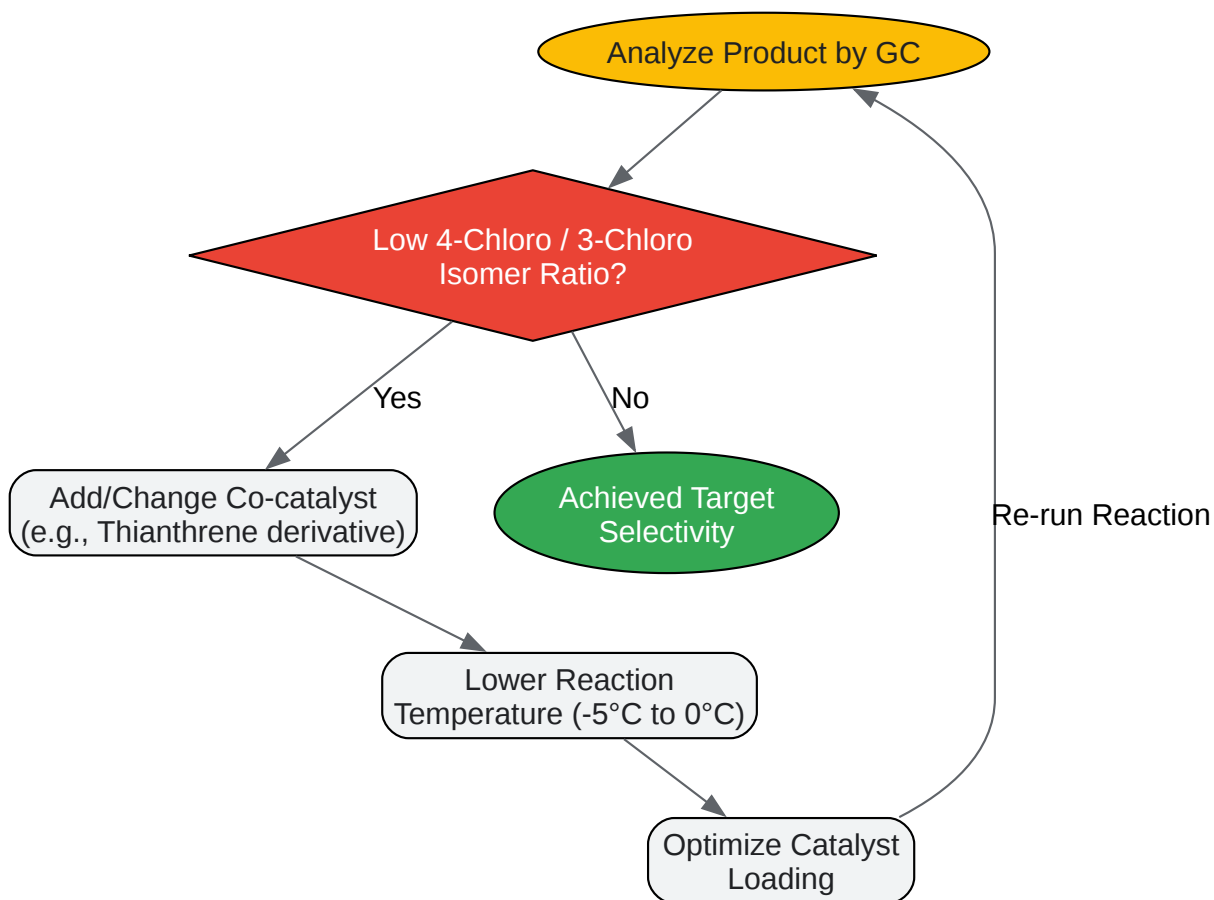 Analyze Product by GC
Low 4-Chloro / 3-Chloro
Isomer Ratio?
Yes
No
Add/Change Co-catalyst
(e.g., Thianthrene derivative)
Achieved Target
Selectivity
Re-run Reaction
Lower Reaction
Temperature (-5°C to 0°C)
Optimize Catalyst
Loading